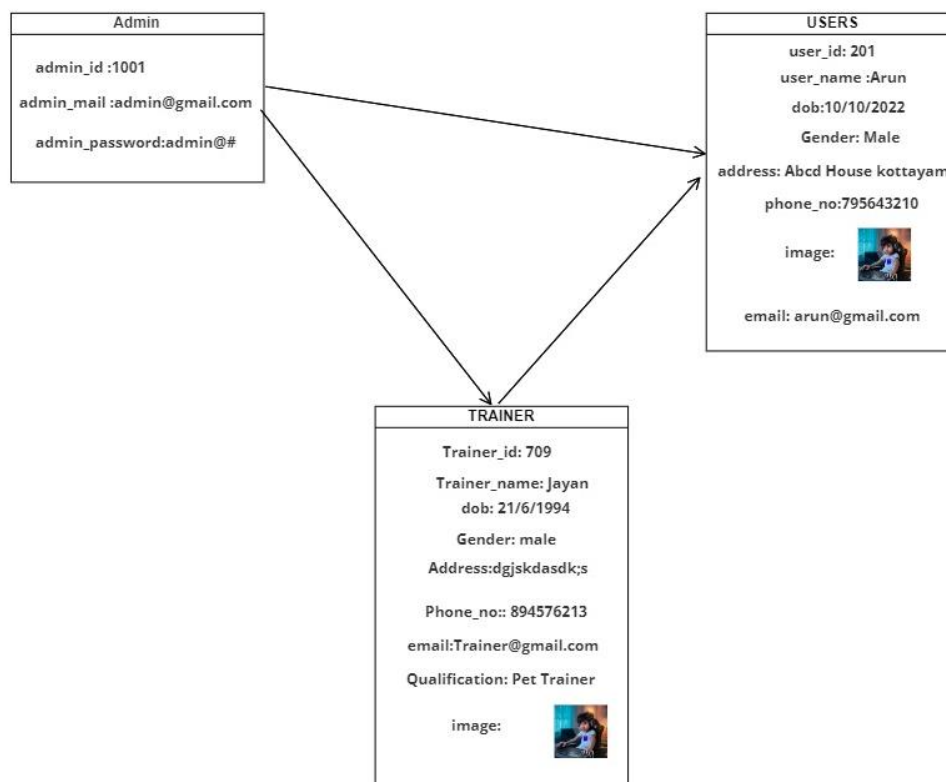 Admin
admin_id :1001
admin_mail :admin@gmail.com
admin_password:admin@#
USERS
user_id: 201
user_name :Arun
dob:10/10/2022
Gender: Male
address: Abcd House kottayam
phone_no:795643210
image:
email: arun@gmail.com
TRAINER
Trainer_id: 709
Trainer_name: Jayan
dob: 21/6/1994
Gender: male
Address:dgjskdasdk;s
Phone_no:: 894576213
email:Trainer@gmail.com
Qualification: Pet Trainer
image: